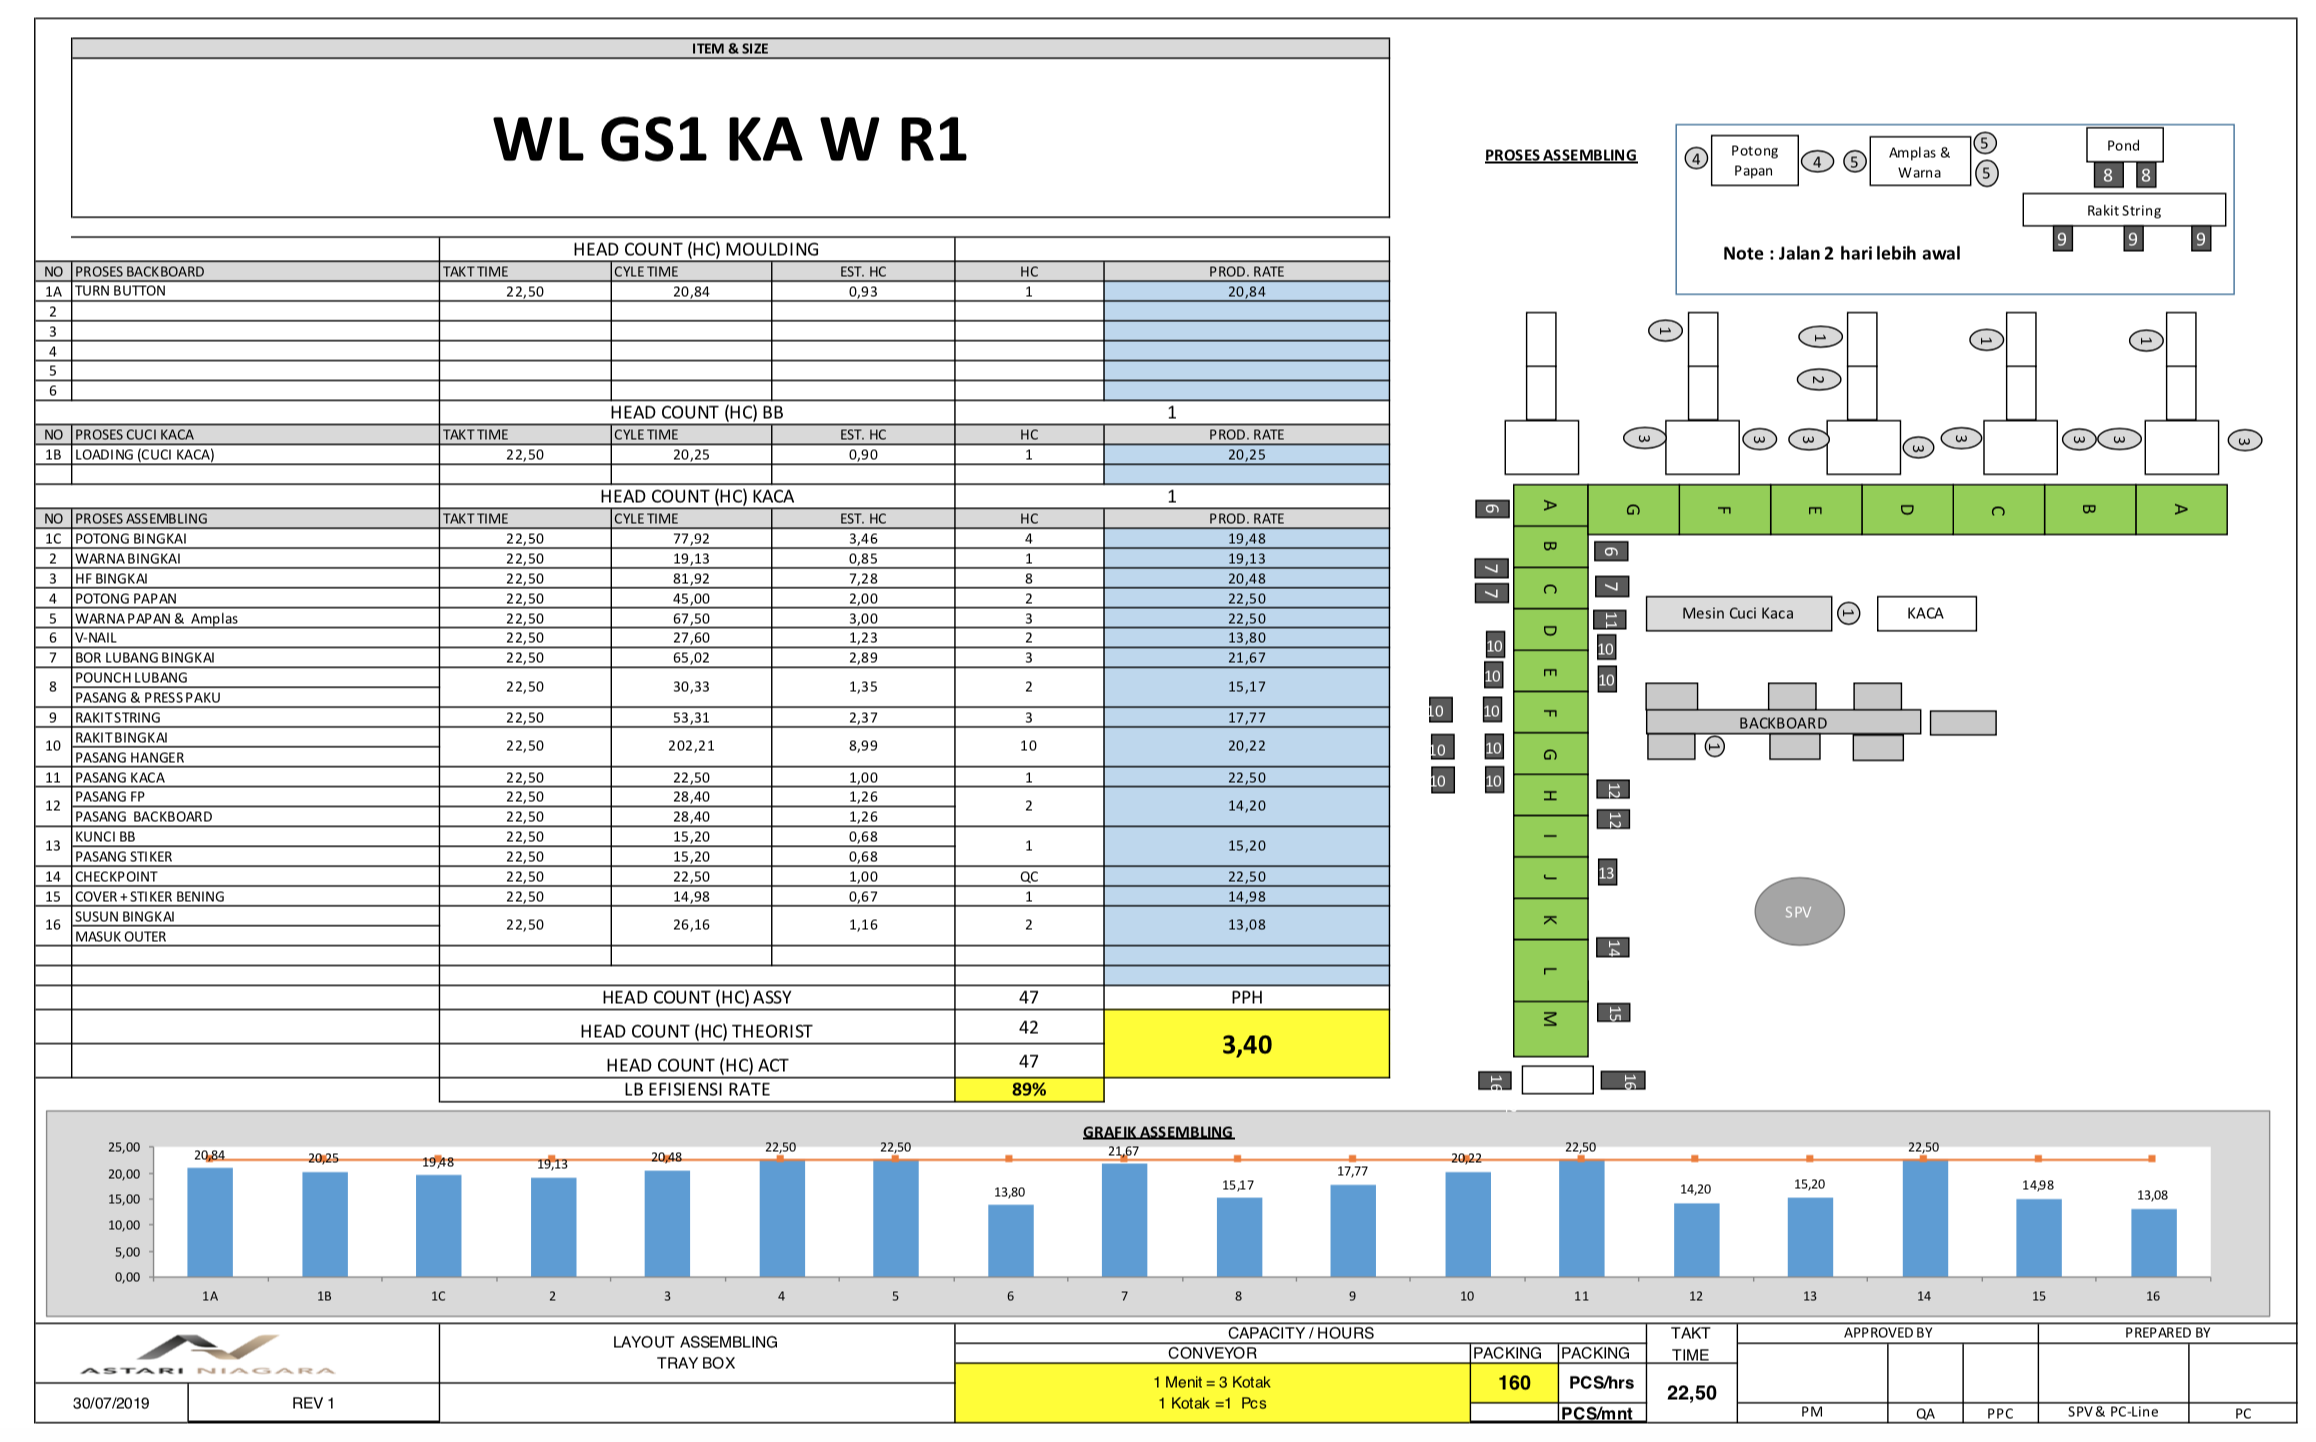 ITEM & SIZE
WL GS1 KA W R1
HEAD COUNT (HC) MOULDING
NO PROSES BACKBOARD TAKT TIME CYLE TIME EST. HC HC PROD. RATE
1A TURN BUTTON 22,50 20,84 0,93 1 20,84
2
3
4
5
6
HEAD COUNT (HC) BB 1
NO PROSES CUCI KACA TAKT TIME CYLE TIME EST. HC HC PROD. RATE
1B LOADING (CUCI KACA) 22,50 20,25 0,90 1 20,25
HEAD COUNT (HC) KACA 1
NO PROSES ASSEMBLING TAKT TIME CYLE TIME EST. HC HC PROD. RATE
1C POTONG BINGKAI 22,50 77,92 3,46 4 19,48
2 WARNA BINGKAI 22,50 19,13 0,85 1 19,13
3 HF BINGKAI 22,50 81,92 7,28 8 20,48
4 POTONG PAPAN 22,50 45,00 2,00 2 22,50
5 WARNA PAPAN & Amplas 22,50 67,50 3,00 3 22,50
6 V-NAIL 22,50 27,60 1,23 2 13,80
7 BOR LUBANG BINGKAI 22,50 65,02 2,89 3 21,67
8 POUNCH LUBANG
PASANG & PRESS PAKU 22,50 30,33 1,35 2 15,17
9 RAKIT STRING 22,50 53,31 2,37 3 17,77
10 RAKIT BINGKAI
PASANG HANGER 22,50 202,21 8,99 10 20,22
11 PASANG KACA 22,50 22,50 1,00 1 22,50
12 PASANG FP 22,50 28,40 1,26 2 14,20
PASANG BACKBOARD 22,50 28,40 1,26
13 KUNCI BB 22,50 15,20 0,68 1 15,20
PASANG STIKER 22,50 15,20 0,68
14 CHECKPOINT 22,50 22,50 1,00 QC 22,50
15 COVER + STIKER BENING 22,50 14,98 0,67 1 14,98
16 SUSUN BINGKAI
MASUK OUTER 22,50 26,16 1,16 2 13,08
HEAD COUNT (HC) ASSY 47 PPH
HEAD COUNT (HC) THEORIST 42
3,40
HEAD COUNT (HC) ACT 47
LB EFISIENSI RATE 89%
PROSES ASSEMBLING
4 Potong Papan 4
5 Amplas & Warna 5 5
Pond
8 8
Rakit String
9 9 9
Note : Jalan 2 hari lebih awal
1 1 1 1
2
3 3 3 3 3 3 3 3
6 A G F E D C B A
B 6
7 C 7
7
D 11
10 10
10 E 10
10 10 F
10 10 G
10 10 H 12
12
I
J 13
K
14
L
M 15
16 16
Mesin Cuci Kaca 1 KACA
BACKBOARD
1
SPV
GRAFIK ASSEMBLING
25,00
20,00
15,00
10,00
5,00
0,00
20,84 20,25 19,48 19,13 20,48 22,50 22,50 13,80 21,67 15,17 17,77 20,22 22,50 14,20 15,20 22,50 14,98 13,08
1A 1B 1C 2 3 4 5 6 7 8 9 10 11 12 13 14 15 16
ASTARI NIAGARA
30/07/2019 REV 1
LAYOUT ASSEMBLING
TRAY BOX
CAPACITY / HOURS
CONVEYOR PACKING PACKING
1 Menit = 3 Kotak
1 Kotak =1 Pcs
160 PCS/hrs
PCS/mnt
TAKT
TIME
22,50
APPROVED BY PREPARED BY
PM QA PPC SPV & PC-Line PC